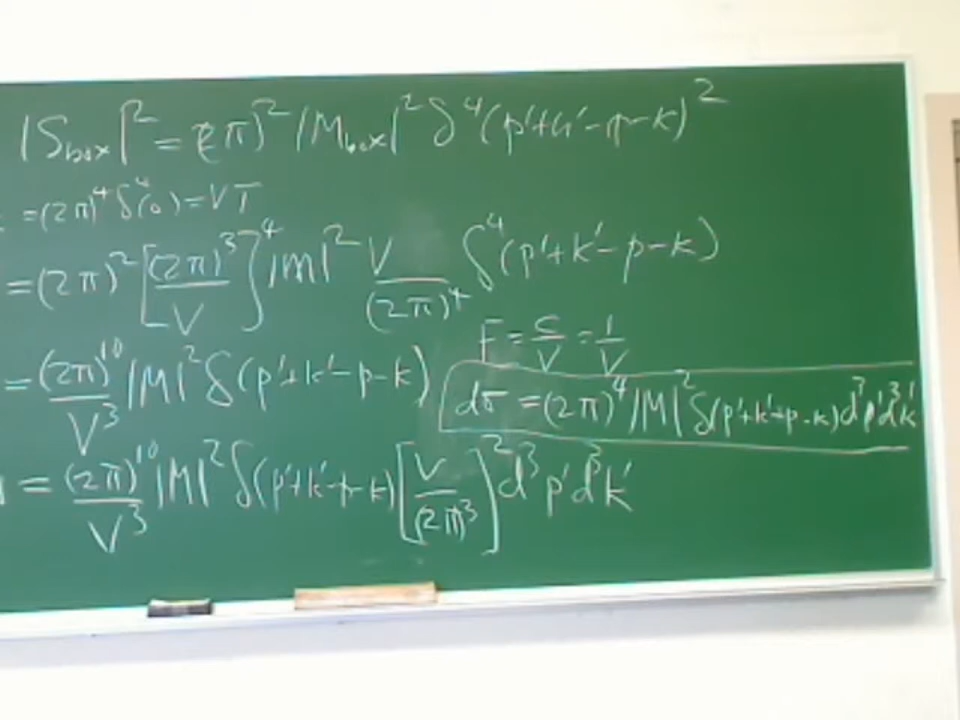 |S_box|² = (2π)² |M_box|² δ⁴(p'+k'-p-k)²
=(2π)⁴ δ⁴(0) = VT
=(2π)² [(2π)³/V]⁴ |M|² V/(2π)⁴ δ⁴(p'+k'-p-k)
F = c/V = 1/V
= (2π)¹⁰/V³ |M|² δ(p'+k'-p-k)
dσ = (2π)⁴ |M|² δ(p'+k'+p-k) d³p' d³k'
= (2π)¹⁰/V³ |M|² δ(p'+k'-p-k) [V/(2π)³]² d³p' d³k'